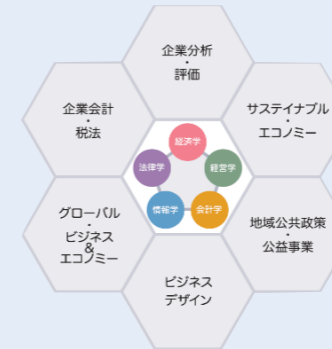 企業分析
・
評価
企業会計
・
税法
サステイナブル
・
エコノミー
経済学
法律学
経営学
情報学
会計学
グローバル
・
ビジネス
&
エコノミー
地域公共政策
・
公益事業
ビジネス
デザイン